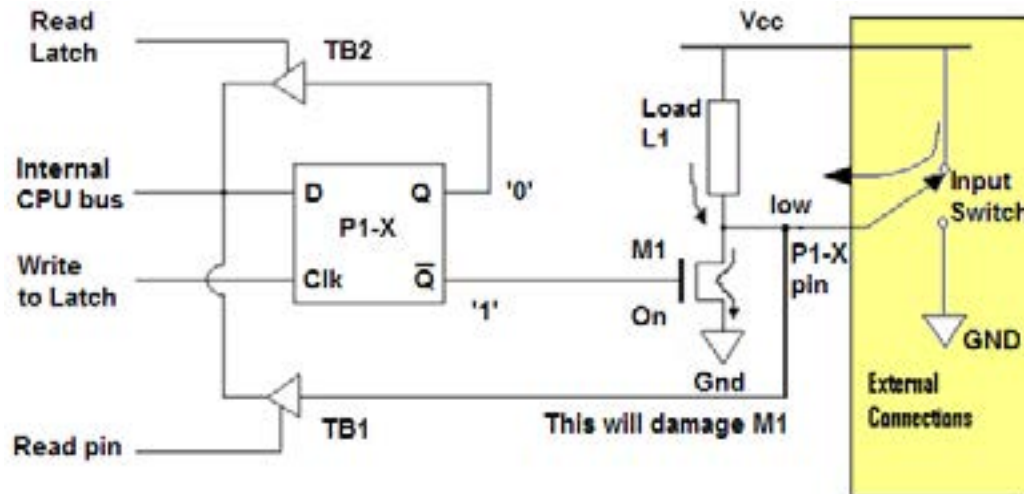 Read
Latch
TB2
Vcc
Load
L1
Internal
CPU bus
D
Q
'0'
P1-X
low
Input
Switch
M1
P1-X
pin
Write
to Latch
Clk
Q
'1'
On
GND
Gnd
External
Connections
TB1
This will damage M1
Read pin